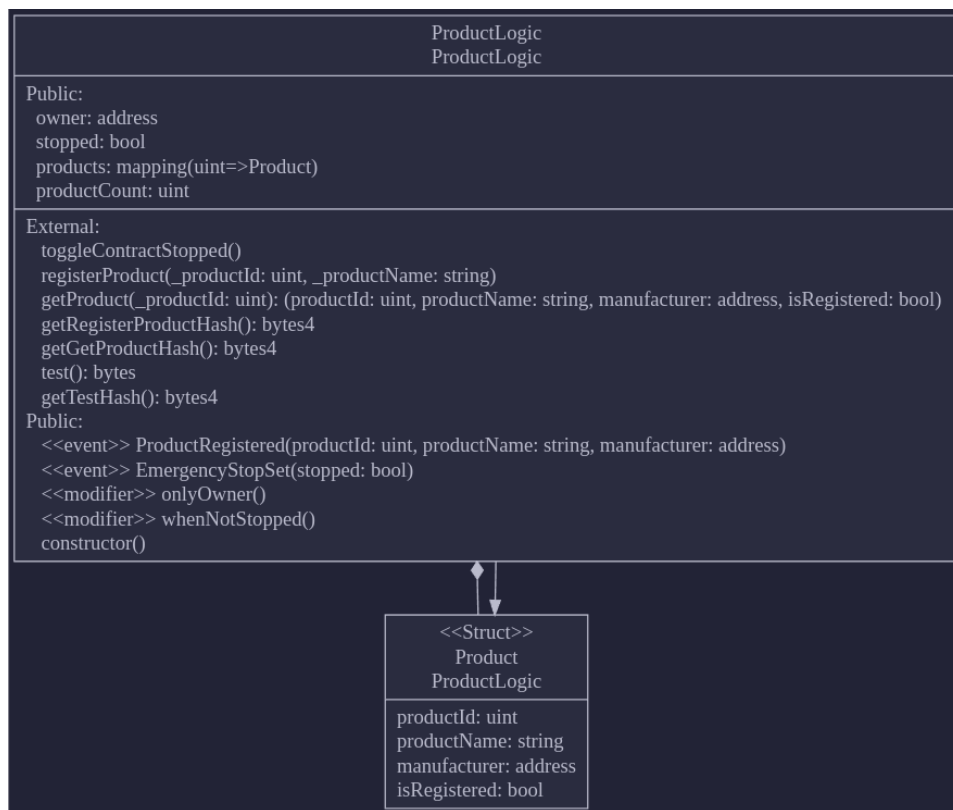 ProductLogic
ProductLogic
Public:
owner: address
stopped: bool
products: mapping(uint=>Product)
productCount: uint
External:
toggleContractStopped()
registerProduct(_productId: uint, _productName: string)
getProduct(_productId: uint): (productId: uint, productName: string, manufacturer: address, isRegistered: bool)
getRegisterProductHash(): bytes4
getGetProductHash(): bytes4
test(): bytes
getTestHash(): bytes4
Public:
<<event>> ProductRegistered(productId: uint, productName: string, manufacturer: address)
<<event>> EmergencyStopSet(stopped: bool)
<<modifier>> onlyOwner()
<<modifier>> whenNotStopped()
constructor()
<<Struct>>
Product
ProductLogic
productId: uint
productName: string
manufacturer: address
isRegistered: bool